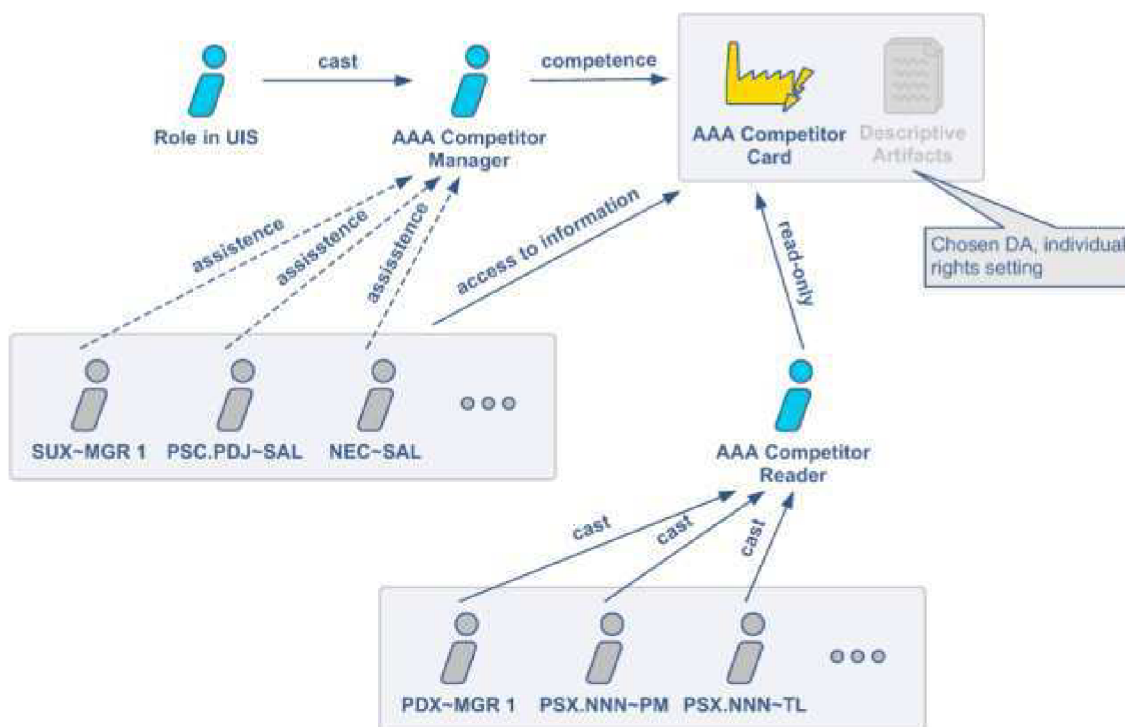 cast
competence
Role in UIS
AAA Competitor
Manager
AAA Competitor
Card
Descriptive
Artifacts
Chosen DA, individual
rights setting
assistence
assisstence
assisstence
access to information
read-only
SUX~MGR 1
PSC.PDJ~SAL
NEC~SAL
AAA Competitor
Reader
cast
cast
cast
PDX~MGR 1
PSX.NNN~PM
PSX.NNN~TL